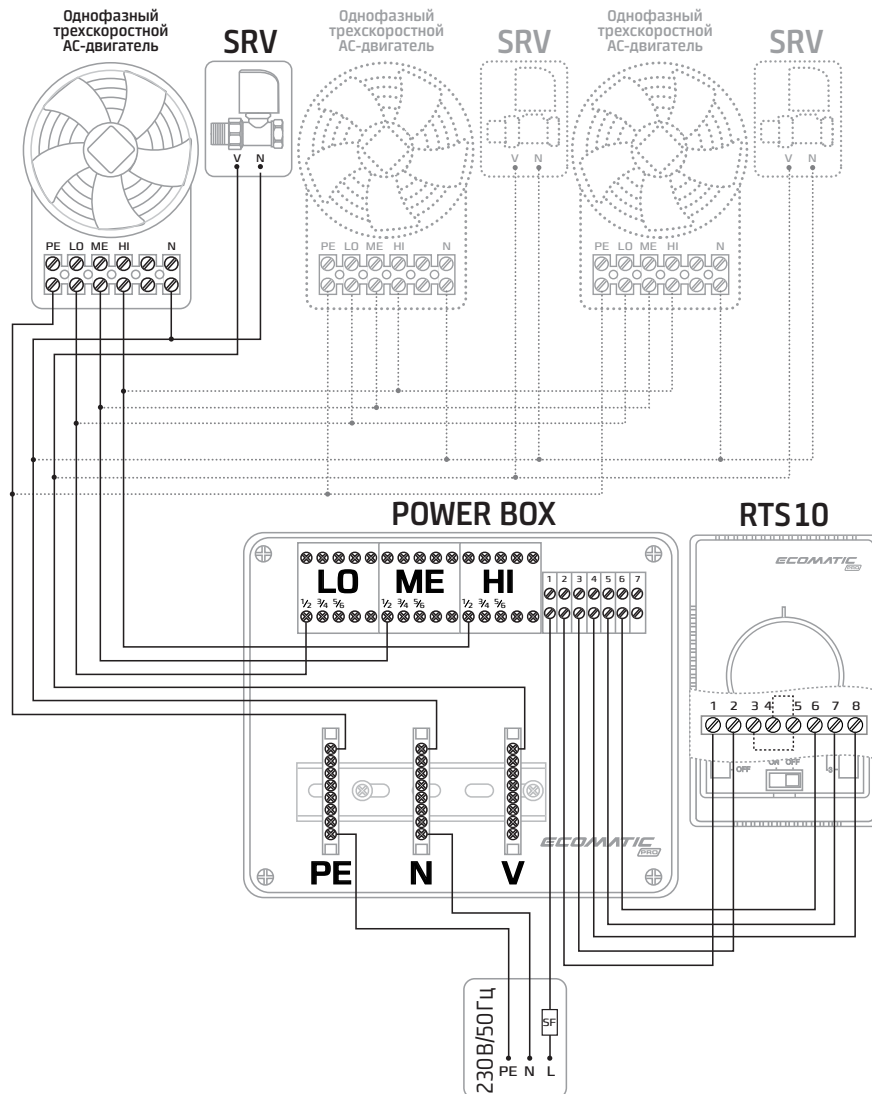 Однофазный
трехскоростной
АС-двигатель
SRV
Однофазный
трехскоростной
АС-двигатель
SRV
Однофазный
трехскоростной
АС-двигатель
SRV
V N
V N
V N
PE LO ME HI N
PE LO ME HI N
PE LO ME HI N
POWER BOX
RTS10
ECOMATIC
PRO
LO ME HI
1 2 3 4 5 6 7
½ ¾ ⅚ ½ ¾ ⅚ ½ ¾ ⅚
1 2 3 4 5 6 7 8
OFF ON OFF 3
ECOMATIC
PRO
PE N V
230В/50Гц
SF
PE N L